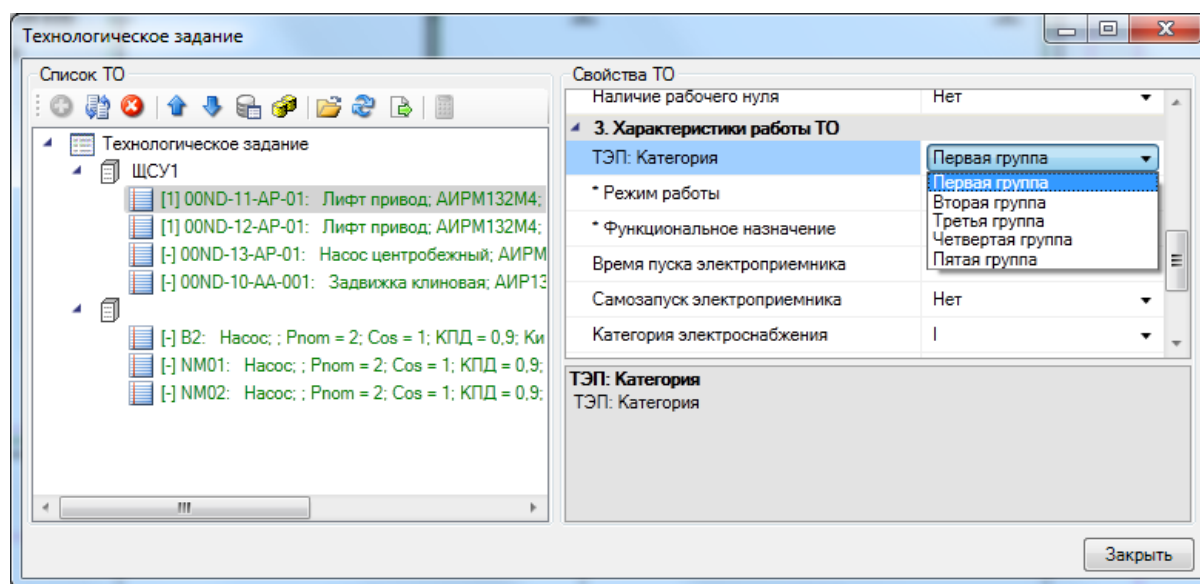 Технологическое задание
Список ТО
Технологическое задание
ЩСУ1
[1] 00ND-11-AP-01: Лифт привод; АИРМ132М4;
[1] 00ND-12-AP-01: Лифт привод; АИРМ132М4;
[-] 00ND-13-AP-01: Насос центробежный; АИРМ
[-] 00ND-10-AA-001: Задвижка клиновая; АИР13
[-] B2: Насос; ; Pnom = 2; Cos = 1; КПД = 0,9; Ки
[-] NM01: Насос; ; Pnom = 2; Cos = 1; КПД = 0,9;
[-] NM02: Насос; ; Pnom = 2; Cos = 1; КПД = 0,9;
Свойства ТО
Наличие рабочего нуля Нет
3. Характеристики работы ТО
ТЭП: Категория Первая группа
* Режим работы
* Функциональное назначение
Время пуска электроприемника
Первая группа
Вторая группа
Третья группа
Четвертая группа
Пятая группа
Самозапуск электроприемника Нет
Категория электроснабжения I
ТЭП: Категория
ТЭП: Категория
Закрыть